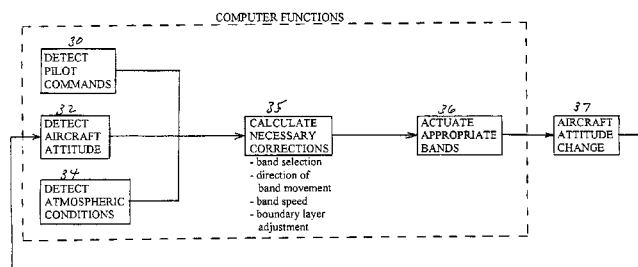 COMPUTER FUNCTIONS
30
DETECT
PILOT
COMMANDS
32
DETECT
AIRCRAFT
ATTITUDE
34
DETECT
ATMOSPHERIC
CONDITIONS
35
CALCULATE
NECESSARY
CORRECTIONS
- band selection
- direction of
band movement
- band speed
- boundary layer
adjustment
36
ACTUATE
APPROPRIATE
BANDS
37
AIRCRAFT
ATTITUDE
CHANGE